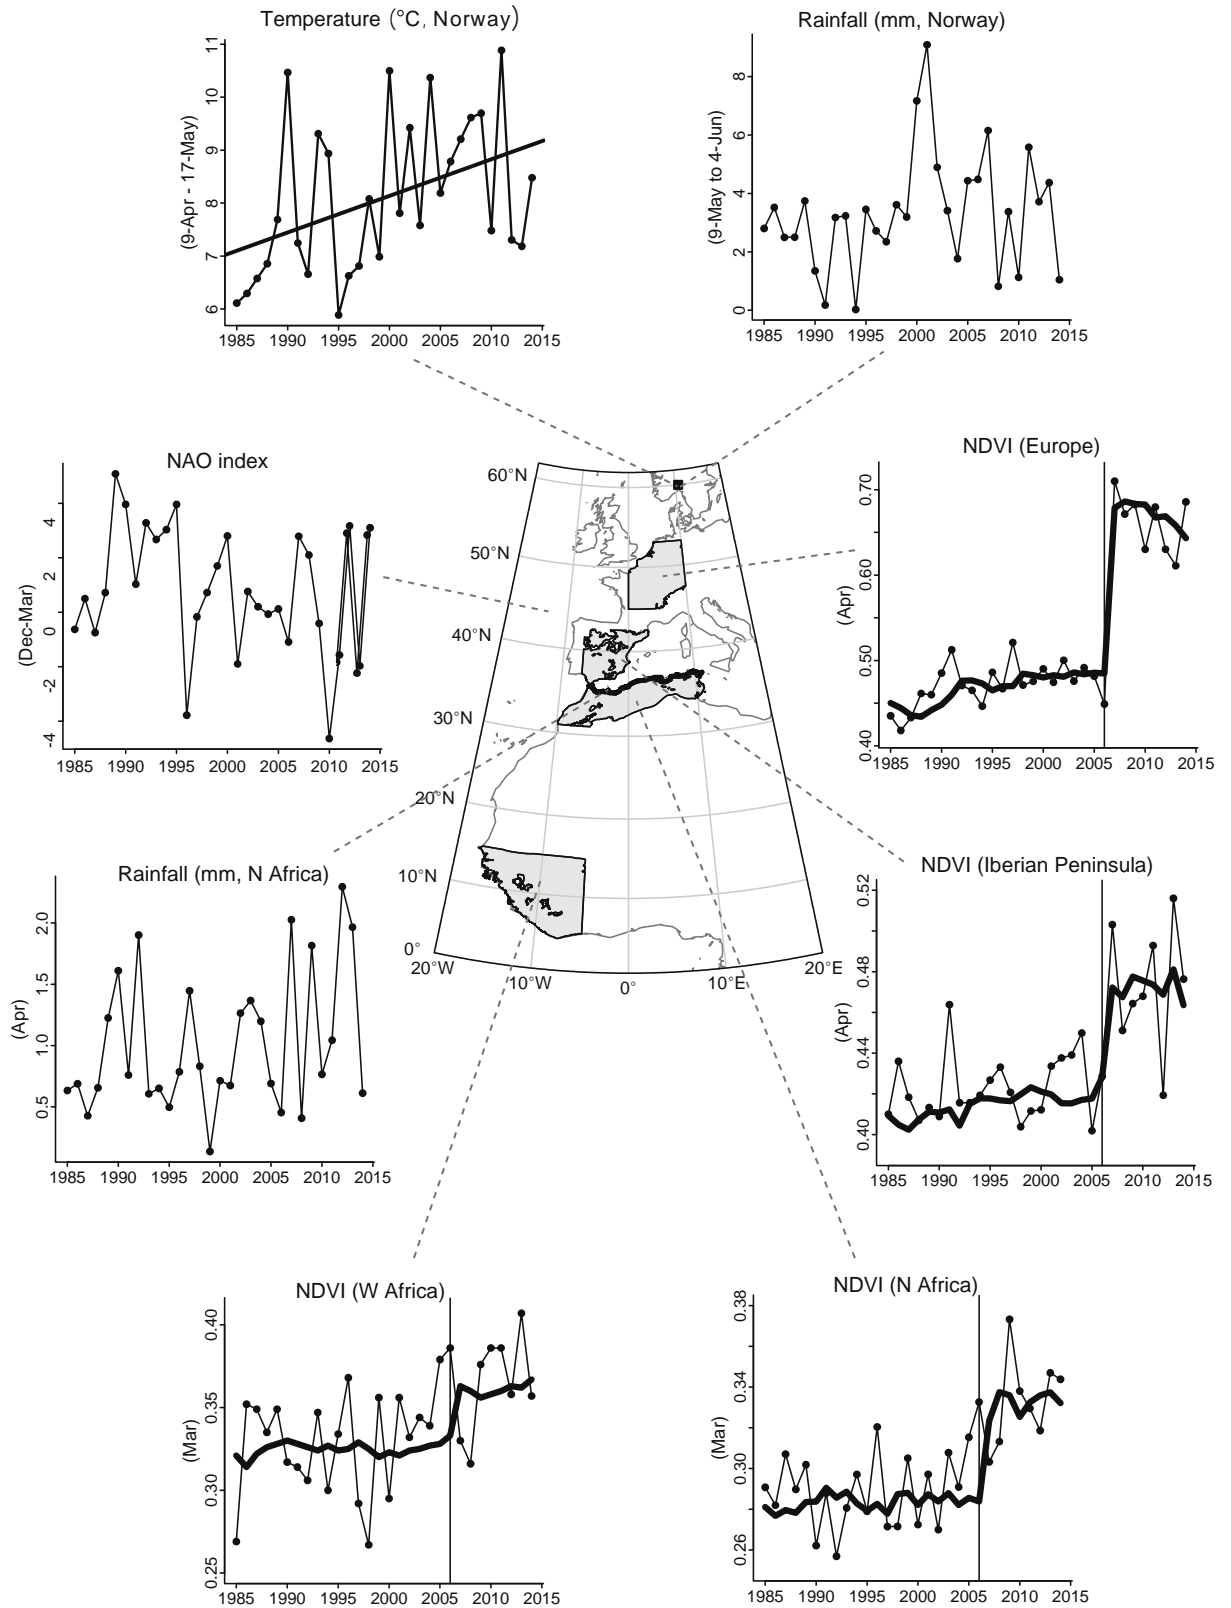 Temperature (°C, Norway)
(9-Apr - 17-May)
11
10
9
8
7
6
1985 1990 1995 2000 2005 2010 2015
Rainfall (mm, Norway)
(9-May to 4-Jun)
8
6
4
2
0
1985 1990 1995 2000 2005 2010 2015
NAO index
(Dec-Mar)
4
2
0
-2
-4
1985 1990 1995 2000 2005 2010 2015
60°N
50°N
40°N
30°N
20°N
10°N
0°
20°W 10°W 0° 10°E 20°E
NDVI (Europe)
(Apr)
0.70
0.60
0.50
0.40
1985 1990 1995 2000 2005 2010 2015
Rainfall (mm, N Africa)
(Apr)
2.0
1.5
1.0
0.5
1985 1990 1995 2000 2005 2010 2015
NDVI (Iberian Peninsula)
(Apr)
0.52
0.48
0.44
0.40
1985 1990 1995 2000 2005 2010 2015
NDVI (W Africa)
(Mar)
0.40
0.35
0.30
0.25
1985 1990 1995 2000 2005 2010 2015
NDVI (N Africa)
(Mar)
0.38
0.34
0.30
0.26
1985 1990 1995 2000 2005 2010 2015